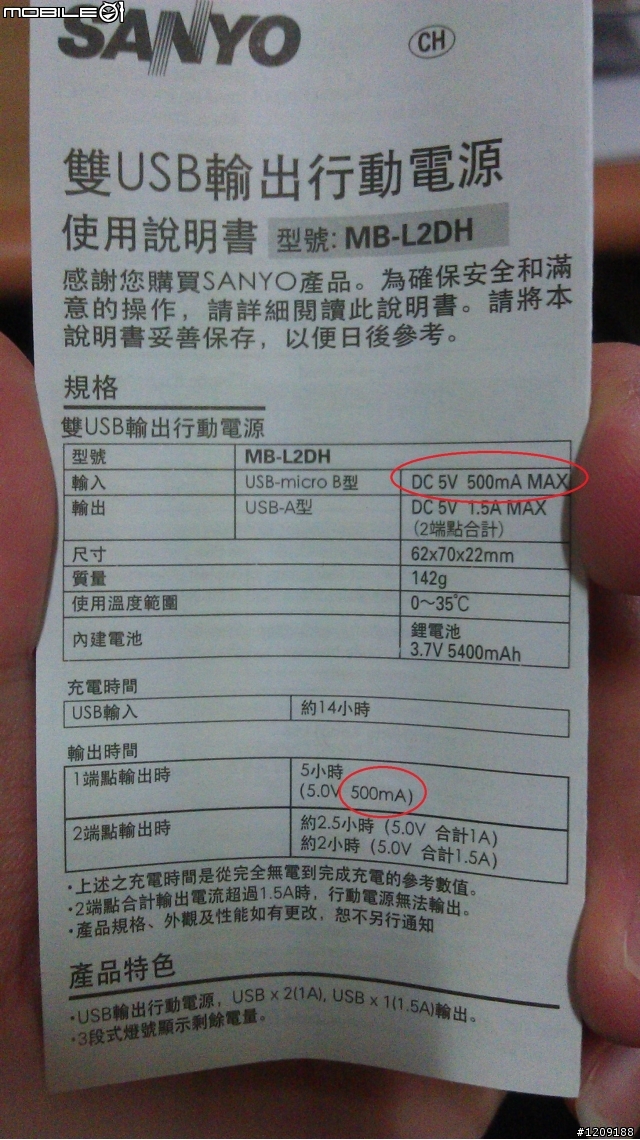 MOBILE01
SANYO
CH
雙USB輸出行動電源
使用說明書 型號: MB-L2DH
感謝您購買SANYO產品。為確保安全和滿
意的操作，請詳細閱讀此說明書。請將本
說明書妥善保存，以便日後參考。
規格
雙USB輸出行動電源
型號 MB-L2DH
輸入 USB-micro B型 DC 5V 500mA MAX
輸出 USB-A型 DC 5V 1.5A MAX
(2端點合計)
尺寸 62x70x22mm
質量 142g
使用溫度範圍 0～35℃
內建電池 鋰電池
3.7V 5400mAh
充電時間
USB輸入 約14小時
輸出時間
1端點輸出時 5小時
(5.0V 500mA)
2端點輸出時 約2.5小時 (5.0V 合計1A)
約2小時 (5.0V 合計1.5A)
·上述之充電時間是從完全無電到完成充電的參考數值。
·2端點合計輸出電流超過1.5A時，行動電源無法輸出。
·產品規格、外觀及性能如有更改，恕不另行通知
產品特色
·USB輸出行動電源，USB x 2(1A), USB x 1(1.5A)輸出。
·3段式燈號顯示剩餘電量。
#1209188